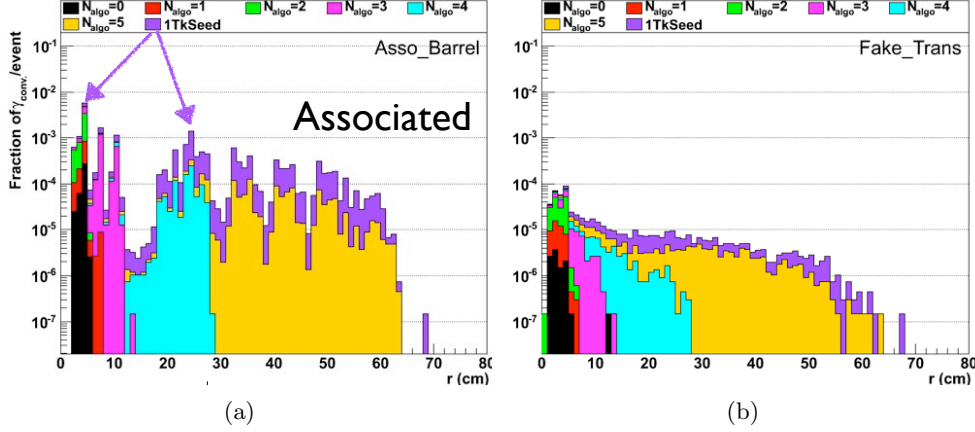 N_algo=0 N_algo=1 N_algo=2 N_algo=3 N_algo=4
N_algo=5 1TkSeed
Asso_Barrel
Associated
Fraction of γ_conv./event
10^-1
10^-2
10^-3
10^-4
10^-5
10^-6
10^-7
0 10 20 30 40 50 60 70 80
r (cm)
(a)
N_algo=0 N_algo=1 N_algo=2 N_algo=3 N_algo=4
N_algo=5 1TkSeed
Fake_Trans
10^-1
10^-2
10^-3
10^-4
10^-5
10^-6
10^-7
0 10 20 30 40 50 60 70 80
r (cm)
(b)